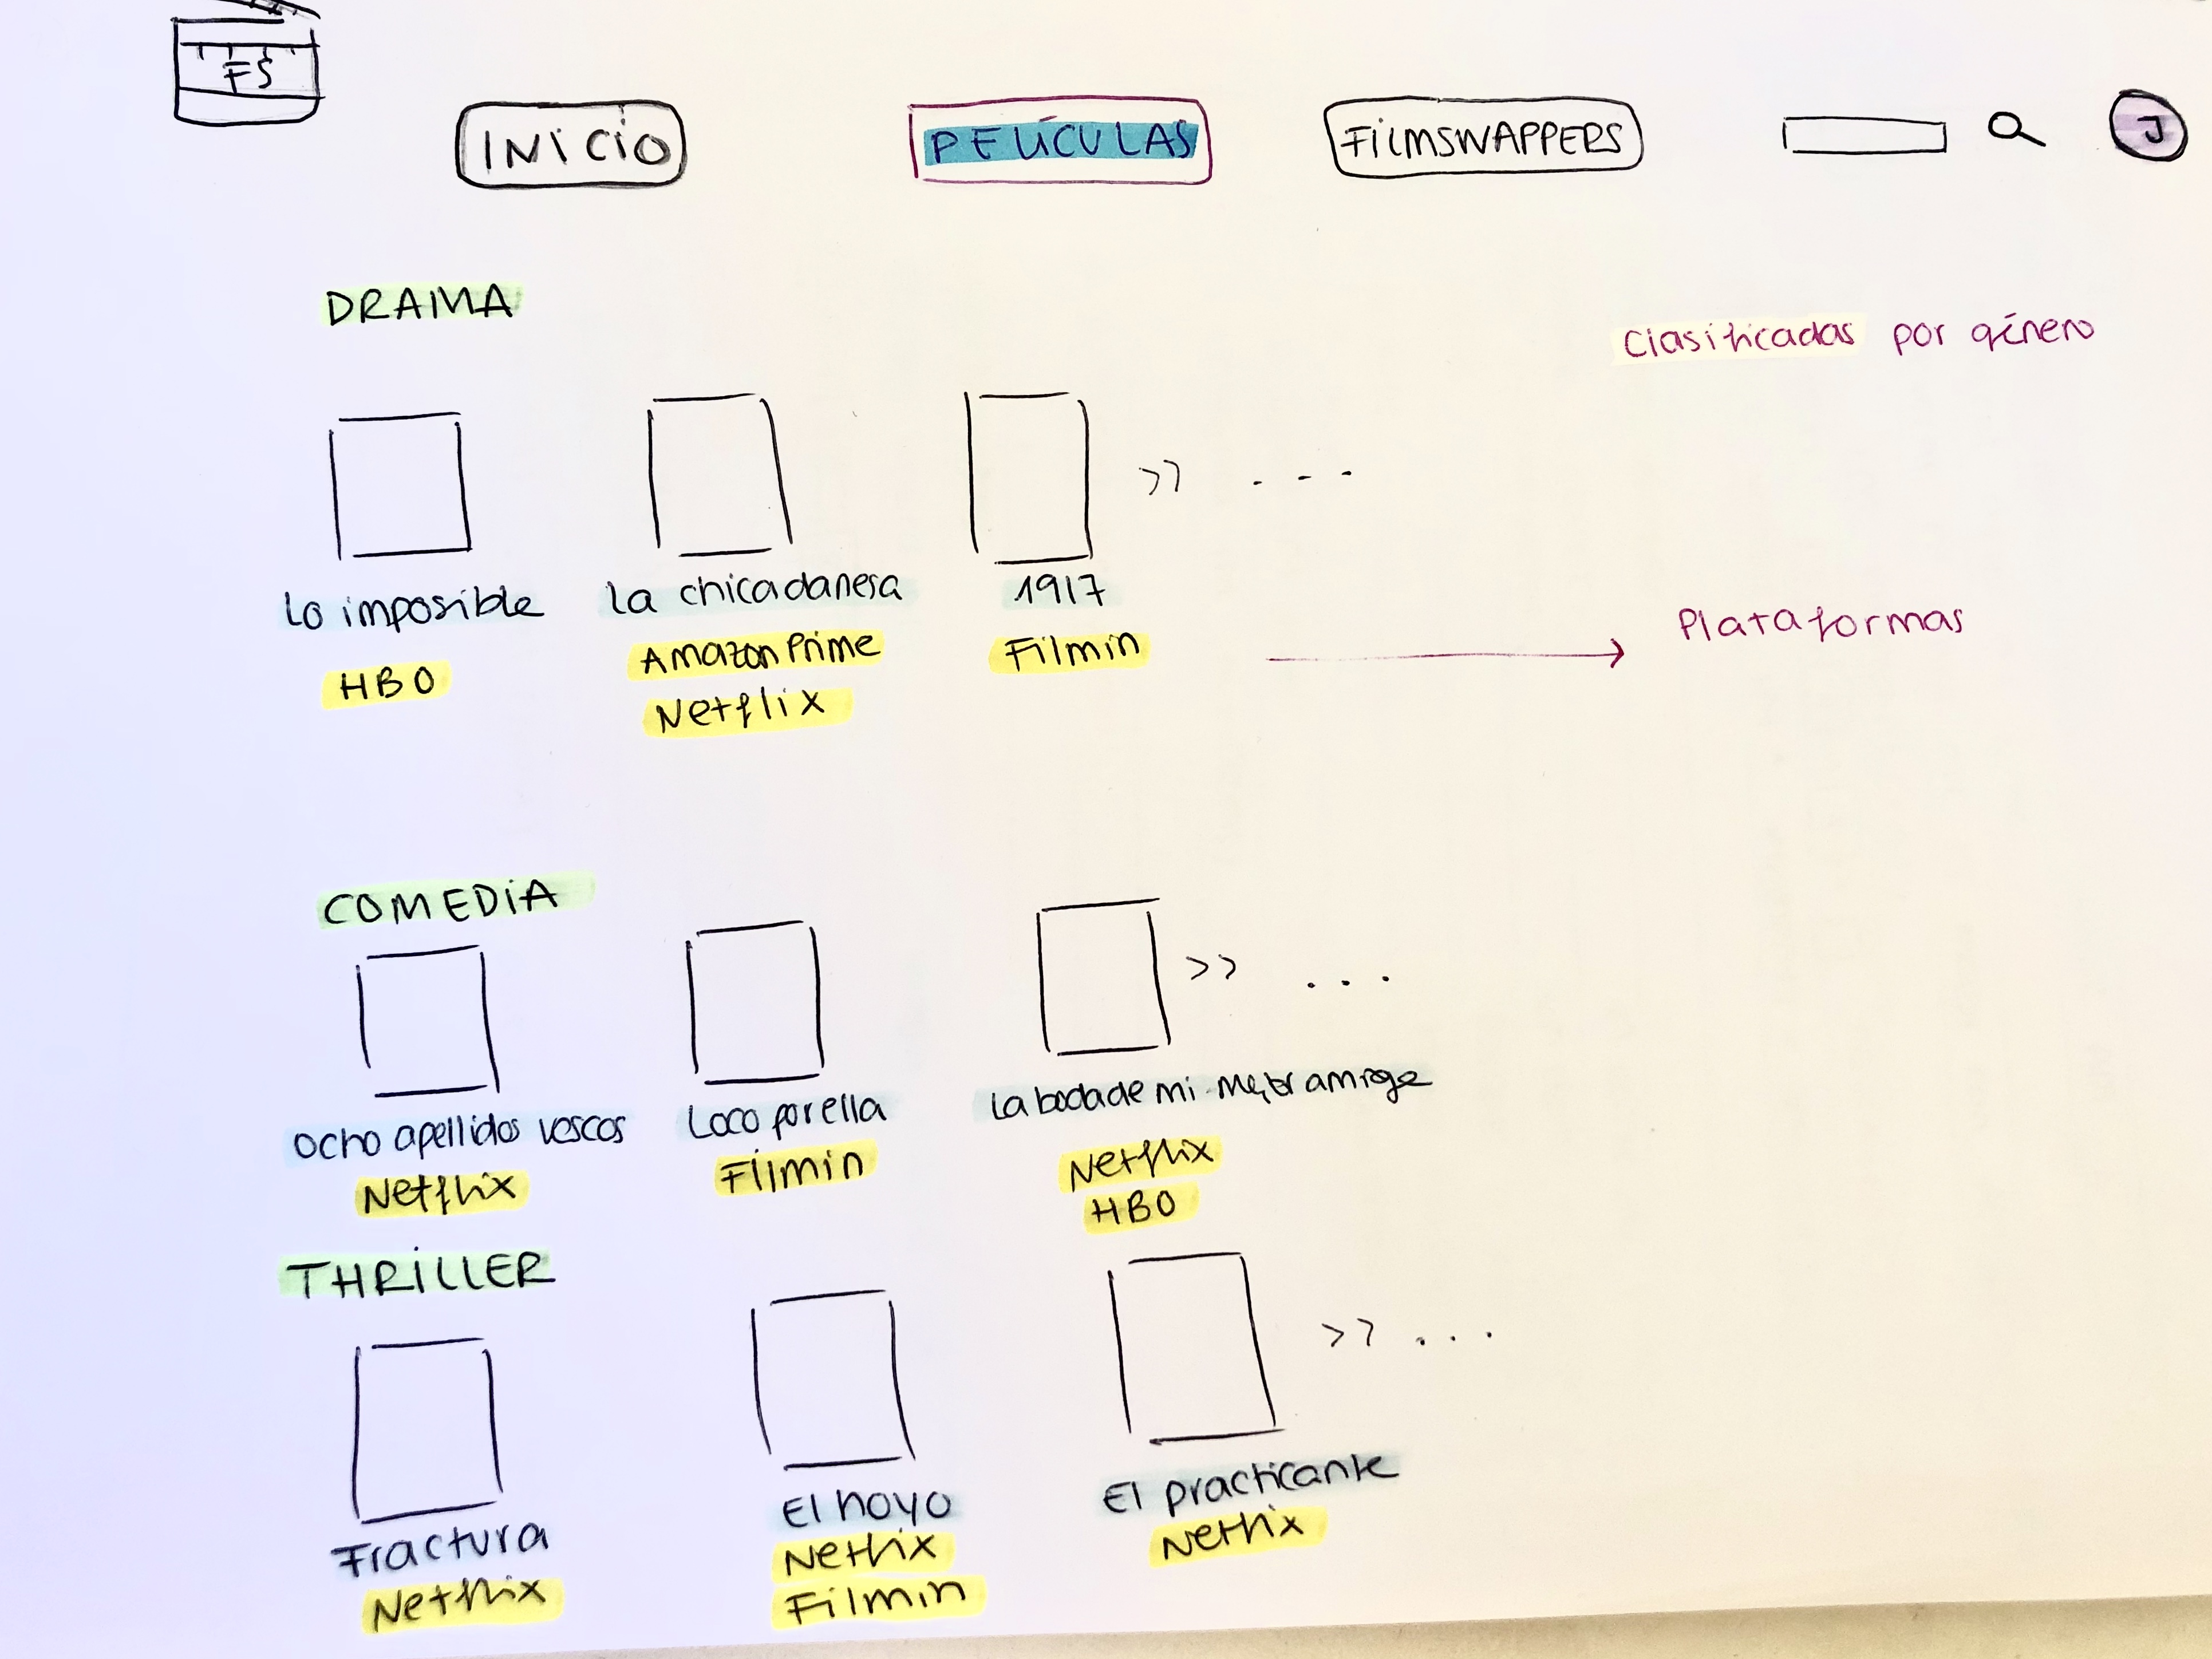 FS
INICIO
PELÍCULAS
FILMSWAPPERS
J
DRAMA
Clasificadas por género
>> ...
Lo imposible
La chica danesa
1917
HBO
Amazon Prime
Netflix
Filmin
Plataformas
COMEDIA
>> ...
Ocho apellidos vascos
Loco por ella
La boda de mi mejor amiga
Netflix
Filmin
Netflix
HBO
THRILLER
>> ...
Fractura
El hoyo
El practicante
Netflix
Netflix
Filmin
Netflix